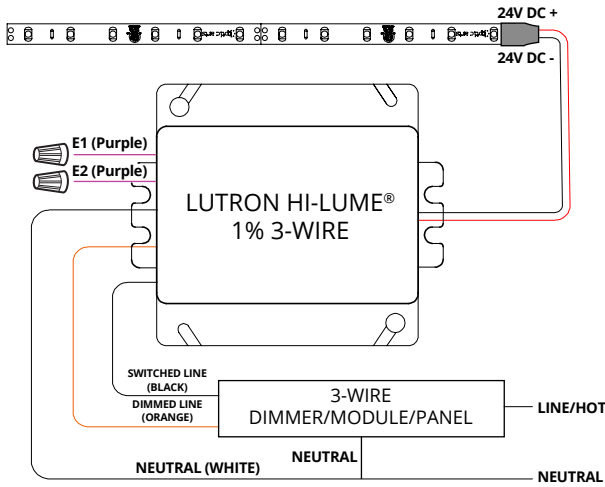 24V DC +
24V DC -
E1 (Purple)
E2 (Purple)
LUTRON HI-LUME®
1% 3-WIRE
SWITCHED LINE
(BLACK)
DIMMED LINE
(ORANGE)
3-WIRE
DIMMER/MODULE/PANEL
LINE/HOT
NEUTRAL
NEUTRAL (WHITE)
NEUTRAL